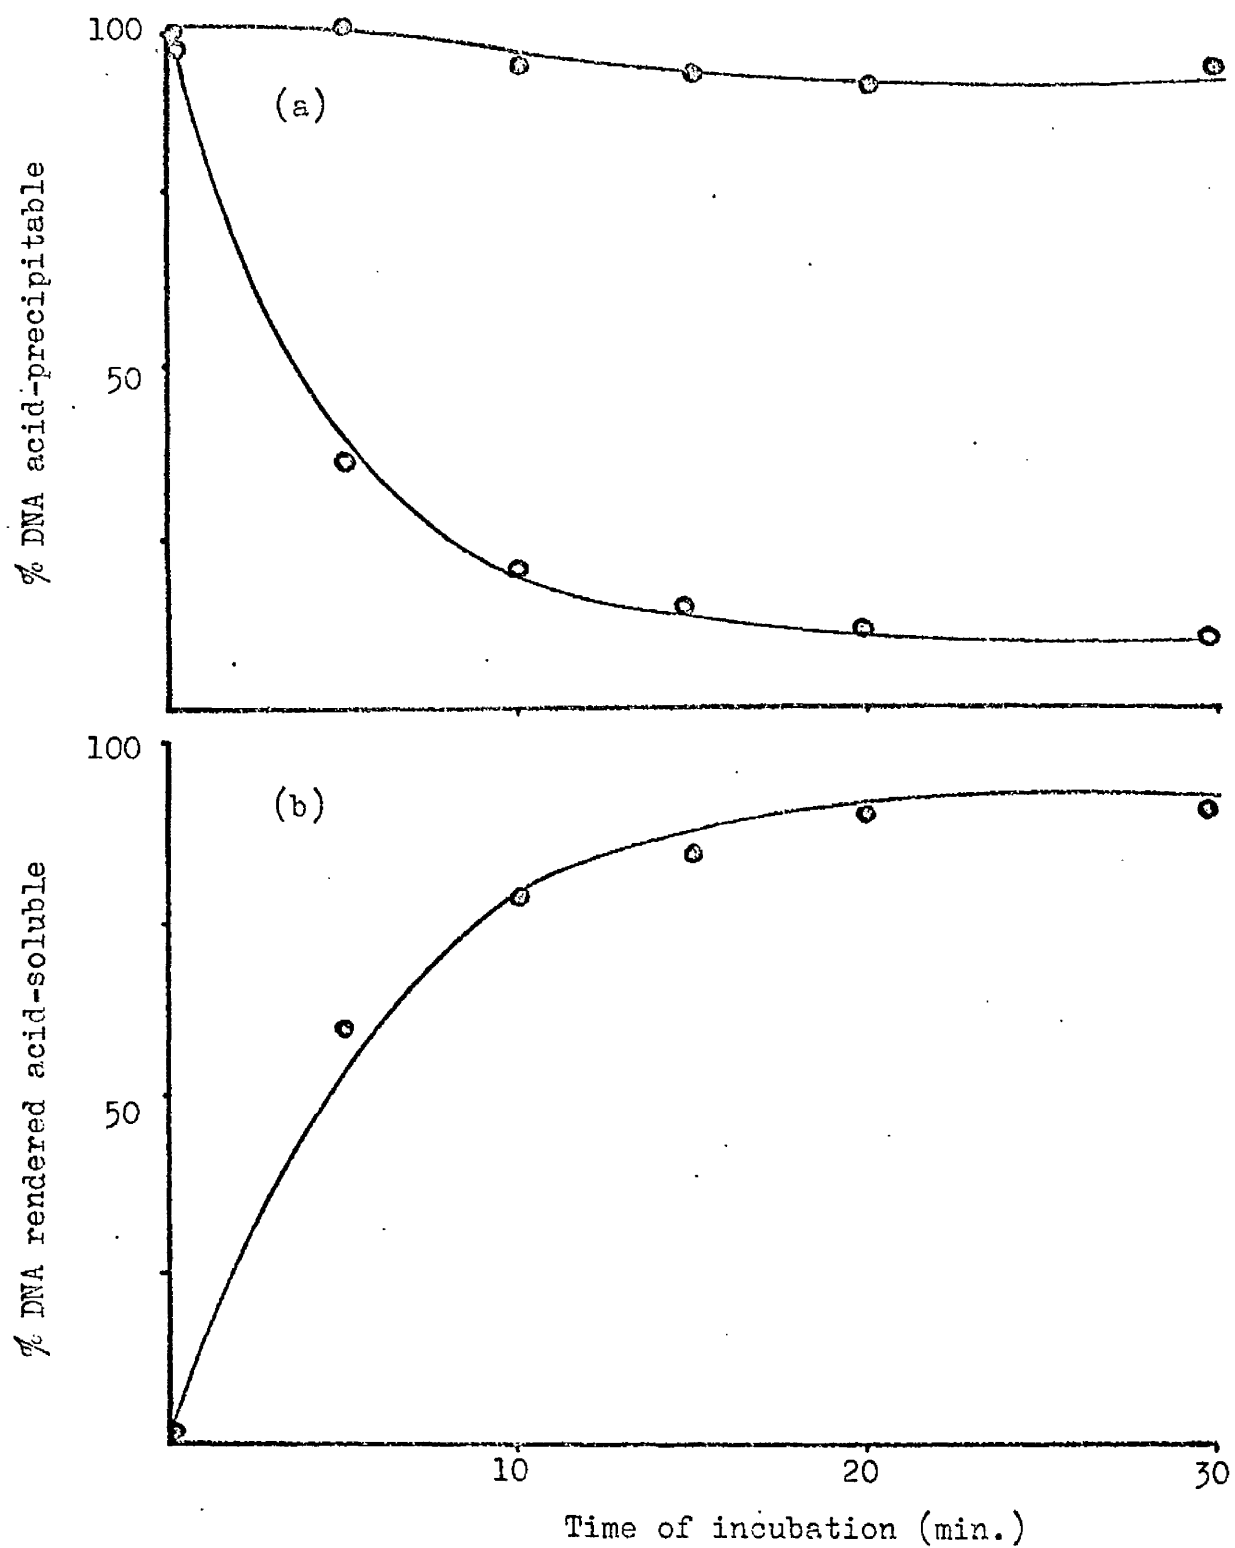 100
(a)
% DNA acid-precipitable
50
100
(b)
% DNA rendered acid-soluble
50
10 20 30
Time of incubation (min.)